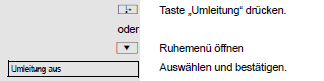 Taste „Umleitung“ drücken.
oder
Ruhemenü öffnen
Umleitung aus
Auswählen und bestätigen.